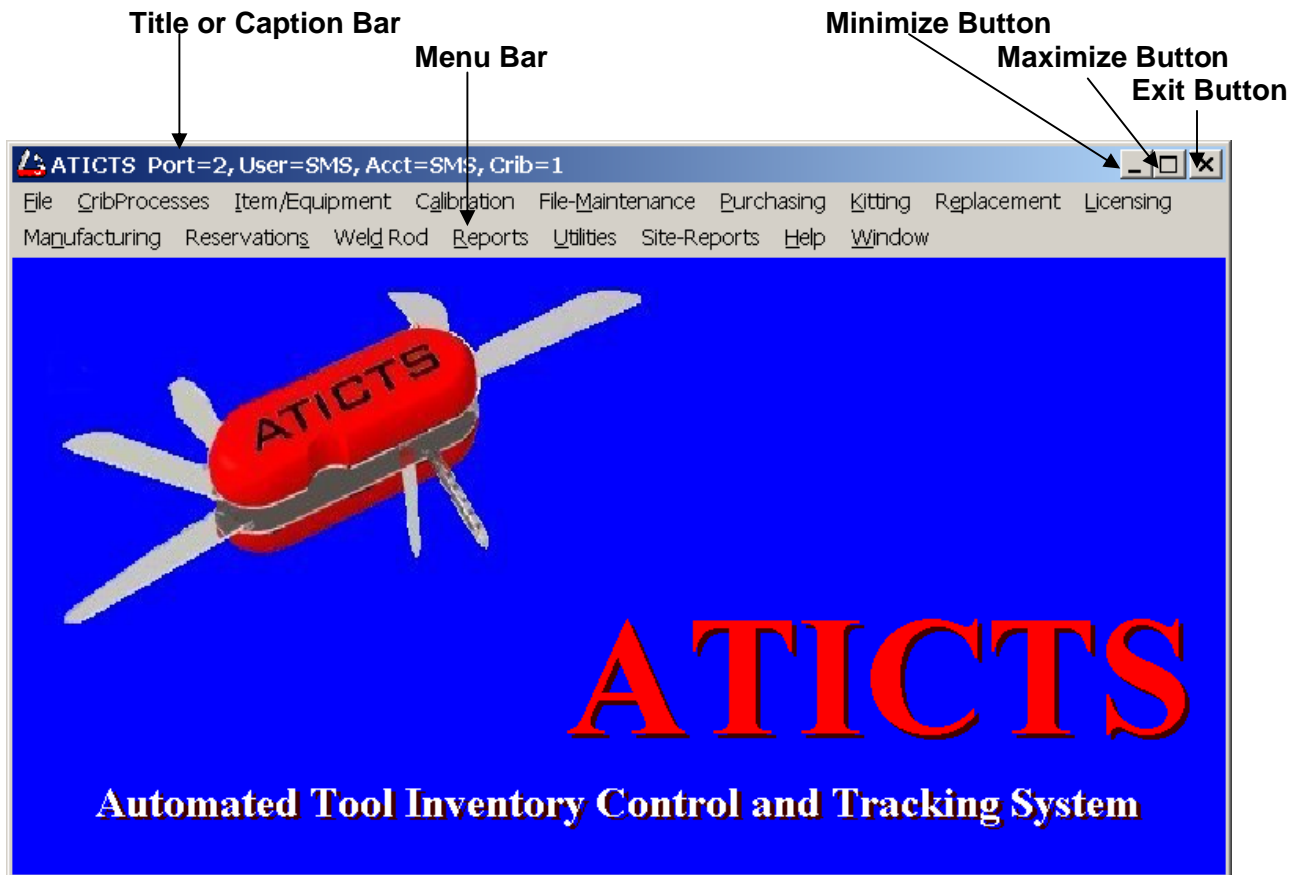 Title or Caption Bar
Minimize Button
Menu Bar
Maximize Button
Exit Button
ATICTS Port=2, User=SMS, Acct=SMS, Crib=1
File CribProcesses Item/Equipment Calibration File-Maintenance Purchasing Kitting Replacement Licensing
Manufacturing Reservations Weld Rod Reports Utilities Site-Reports Help Window
ATICTS
ATICTS
Automated Tool Inventory Control and Tracking System